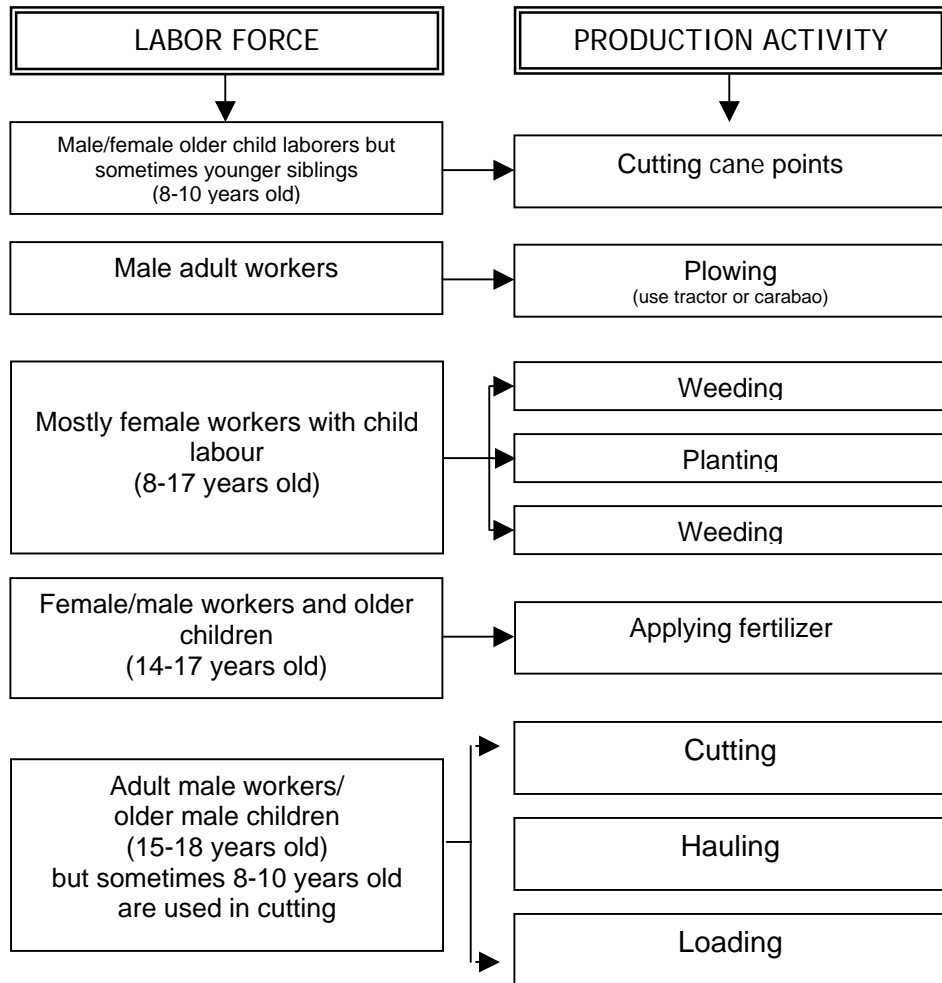 LABOR FORCE
PRODUCTION ACTIVITY
Male/female older child laborers but
sometimes younger siblings
(8-10 years old)
Cutting cane points
Male adult workers
Plowing
(use tractor or carabao)
Mostly female workers with child
labour
(8-17 years old)
Weeding
Planting
Weeding
Female/male workers and older
children
(14-17 years old)
Applying fertilizer
Adult male workers/
older male children
(15-18 years old)
but sometimes 8-10 years old
are used in cutting
Cutting
Hauling
Loading